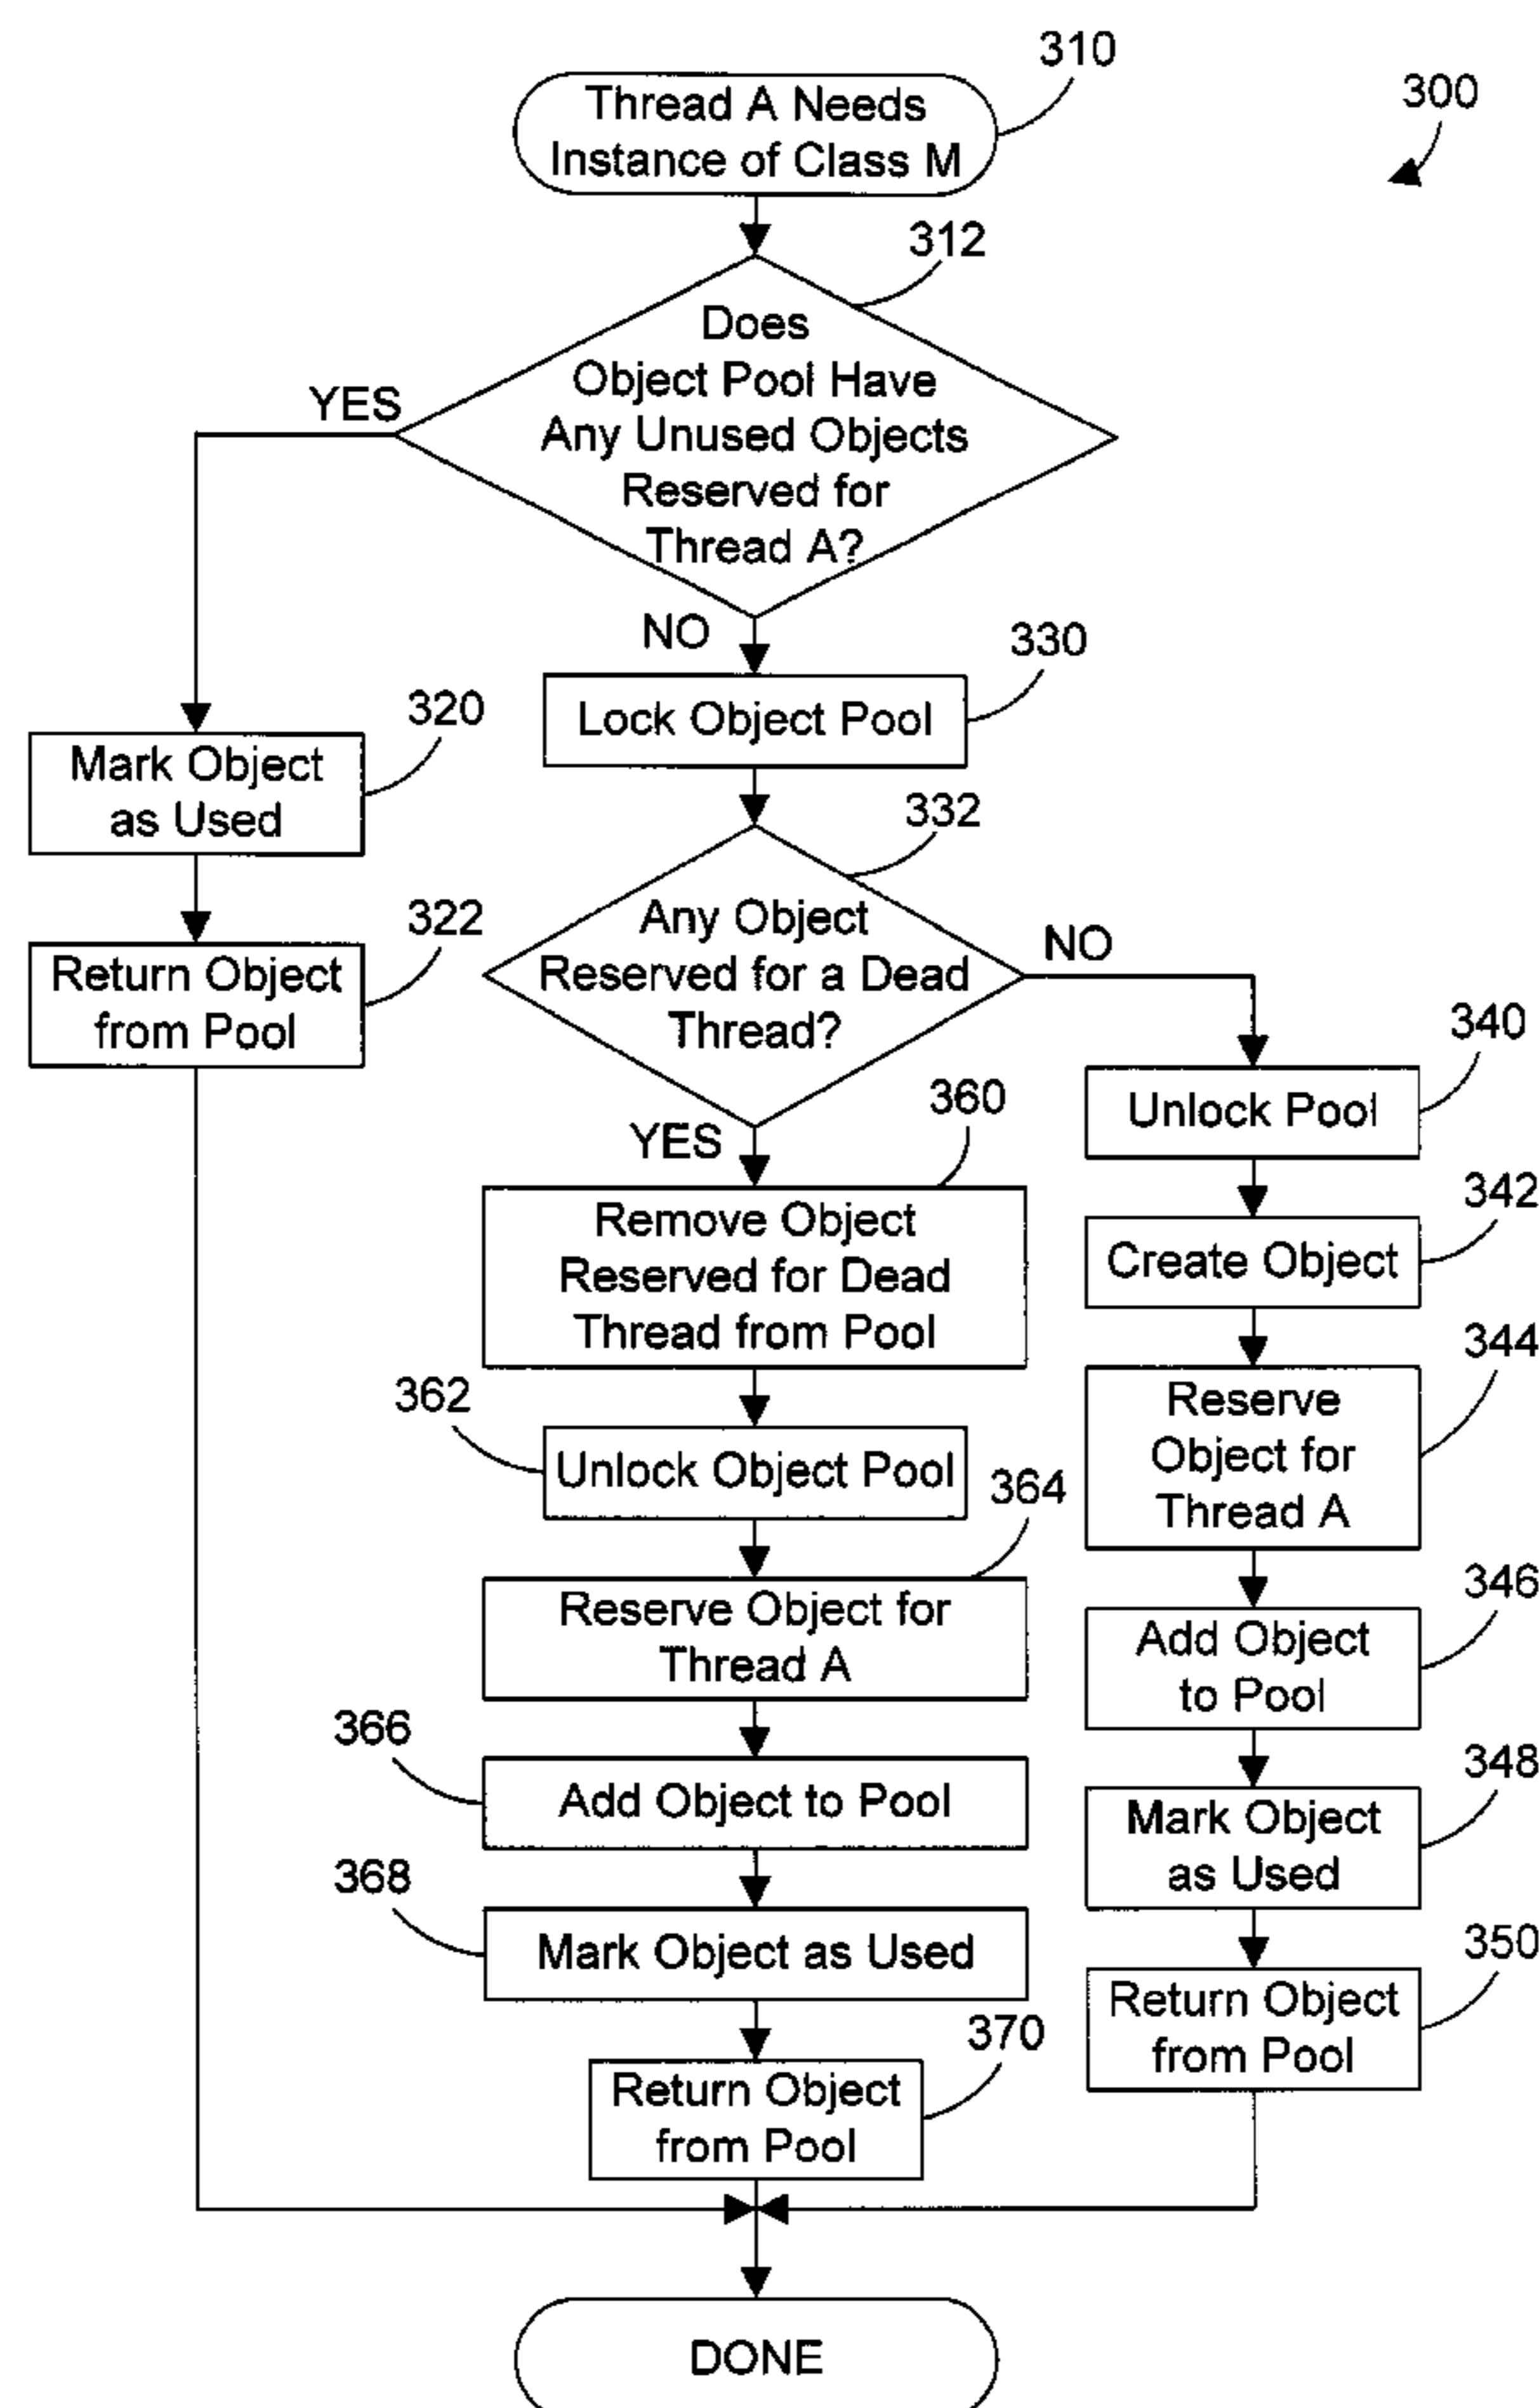 310
300
Thread A Needs
Instance of Class M
312
Does
Object Pool Have
Any Unused Objects
Reserved for
Thread A?
YES
NO
330
Lock Object Pool
320
Mark Object
as Used
332
Any Object
Reserved for a Dead
Thread?
NO
322
Return Object
from Pool
340
Unlock Pool
YES
360
Remove Object
Reserved for Dead
Thread from Pool
342
Create Object
344
Reserve
Object for
Thread A
362
Unlock Object Pool
364
Reserve Object for
Thread A
346
Add Object
to Pool
366
Add Object to Pool
348
Mark Object
as Used
368
Mark Object as Used
350
Return Object
from Pool
370
Return Object
from Pool
DONE